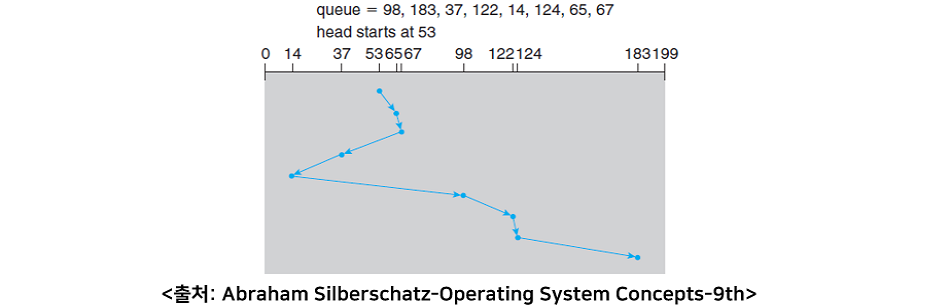 queue = 98, 183, 37, 122, 14, 124, 65, 67
head starts at 53
0 14 37 53 65 67 98 122 124 183 199
<출처: Abraham Silberschatz-Operating System Concepts-9th>